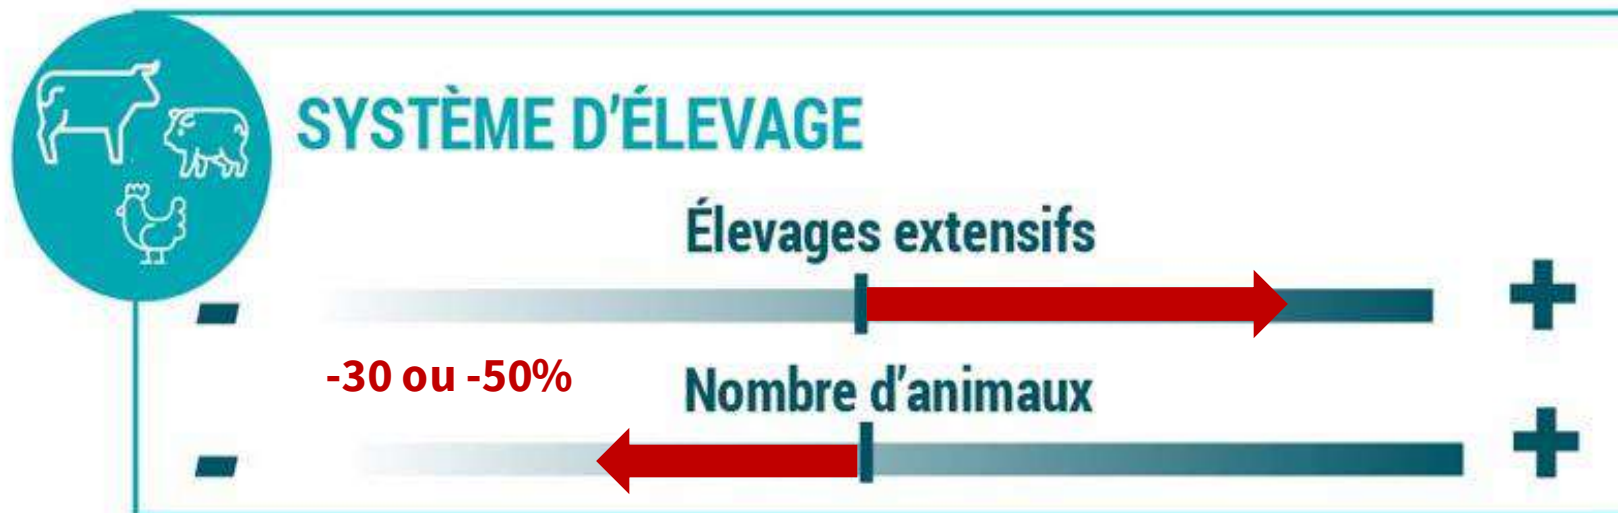 SYSTÈME D'ÉLEVAGE
Élevages extensifs
- +
-30 ou -50%
Nombre d'animaux
- +